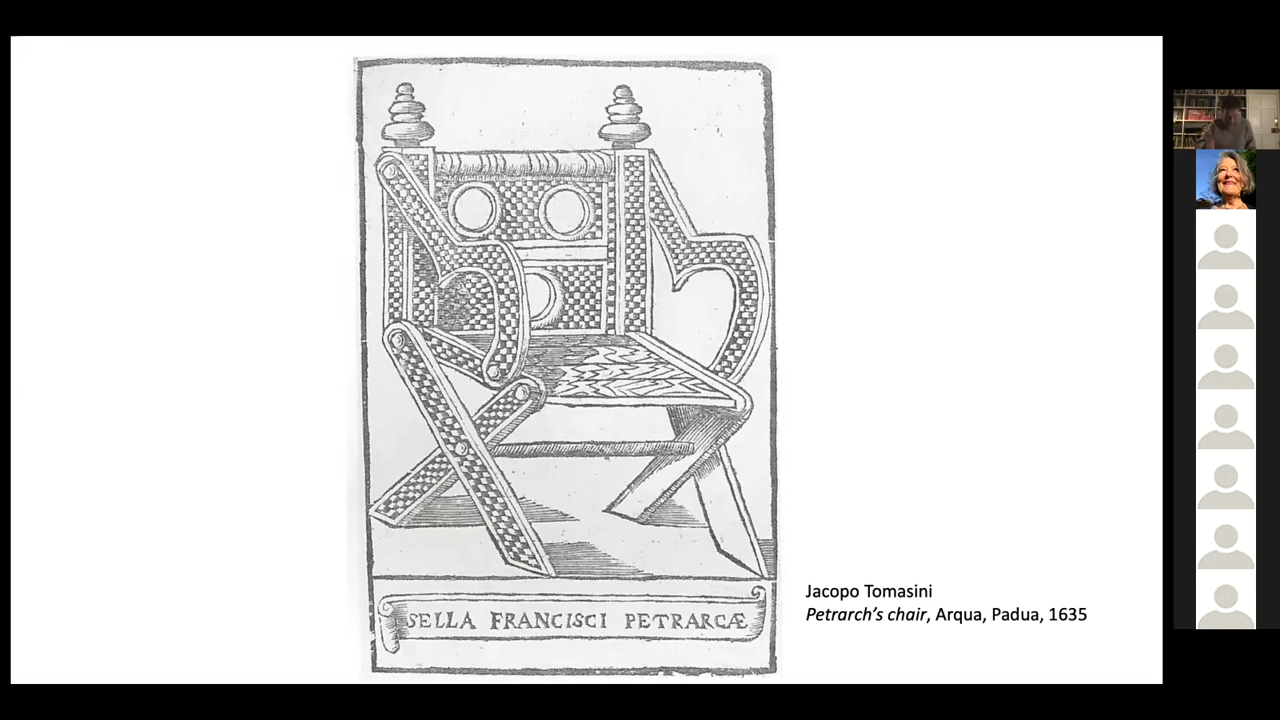 SELLA FRANCISCI PETRARCÆ
Jacopo Tomasini
Petrarch's chair, Arqua, Padua, 1635